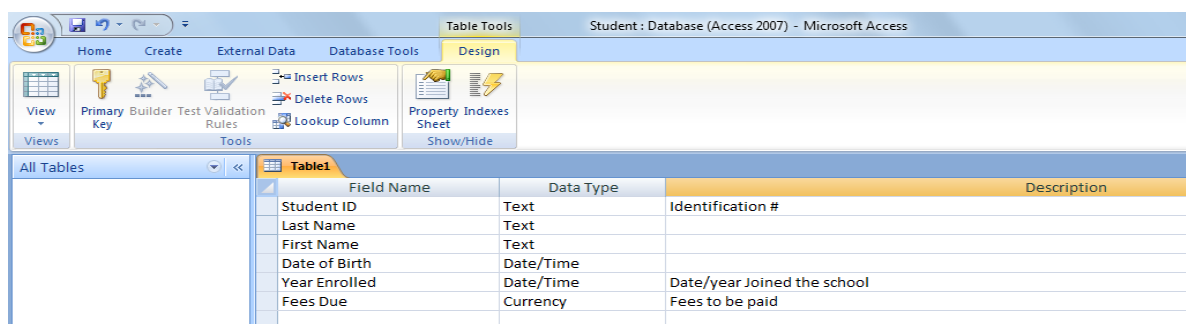 Table Tools Student : Database (Access 2007) - Microsoft Access
Home Create External Data Database Tools Design
View
Primary Key
Builder
Test Validation Rules
Insert Rows
Delete Rows
Lookup Column
Property Sheet
Indexes
Views Tools Show/Hide
All Tables
Table1
Field Name Data Type Description
Student ID Text Identification #
Last Name Text
First Name Text
Date of Birth Date/Time
Year Enrolled Date/Time Date/year Joined the school
Fees Due Currency Fees to be paid